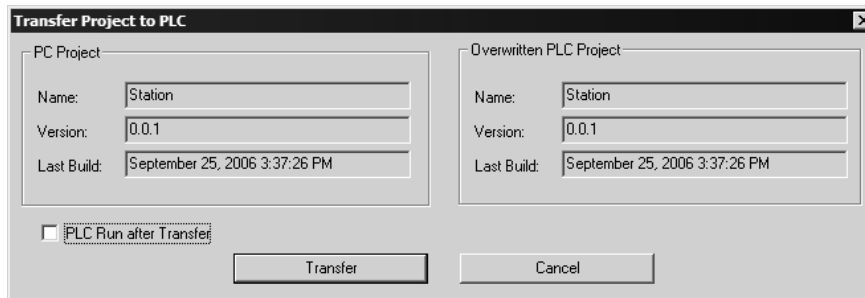 Transfer Project to PLC
PC Project
Name: Station
Version: 0.0.1
Last Build: September 25, 2006 3:37:26 PM
Overwritten PLC Project
Name: Station
Version: 0.0.1
Last Build: September 25, 2006 3:37:26 PM
PLC Run after Transfer
Transfer
Cancel